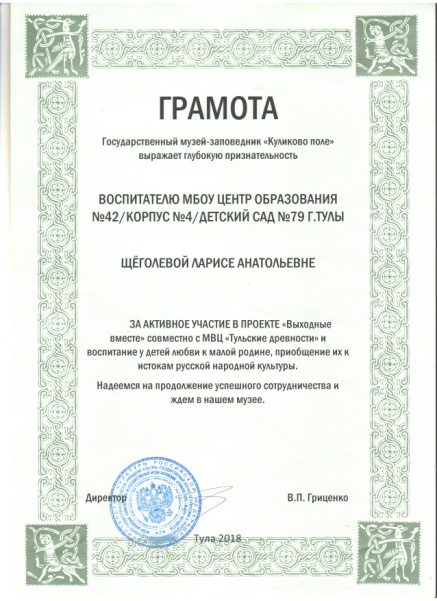 ГРАМОТА
Государственный музей-заповедник «Куликово поле»
выражает глубокую признательность
ВОСПИТАТЕЛЮ МБОУ ЦЕНТР ОБРАЗОВАНИЯ
№42/КОРПУС №4/ДЕТСКИЙ САД №79 Г.ТУЛЫ
ЩЁГОЛЕВОЙ ЛАРИСЕ АНАТОЛЬЕВНЕ
ЗА АКТИВНОЕ УЧАСТИЕ В ПРОЕКТЕ «Выходные
вместе» совместно с МВЦ «Тульские древности» и
воспитание у детей любви к малой родине, приобщение их к
истокам русской народной культуры.
Надеемся на продолжение успешного сотрудничества и
ждем в нашем музее.
Директор В.П. Гриценко
Тула 2018